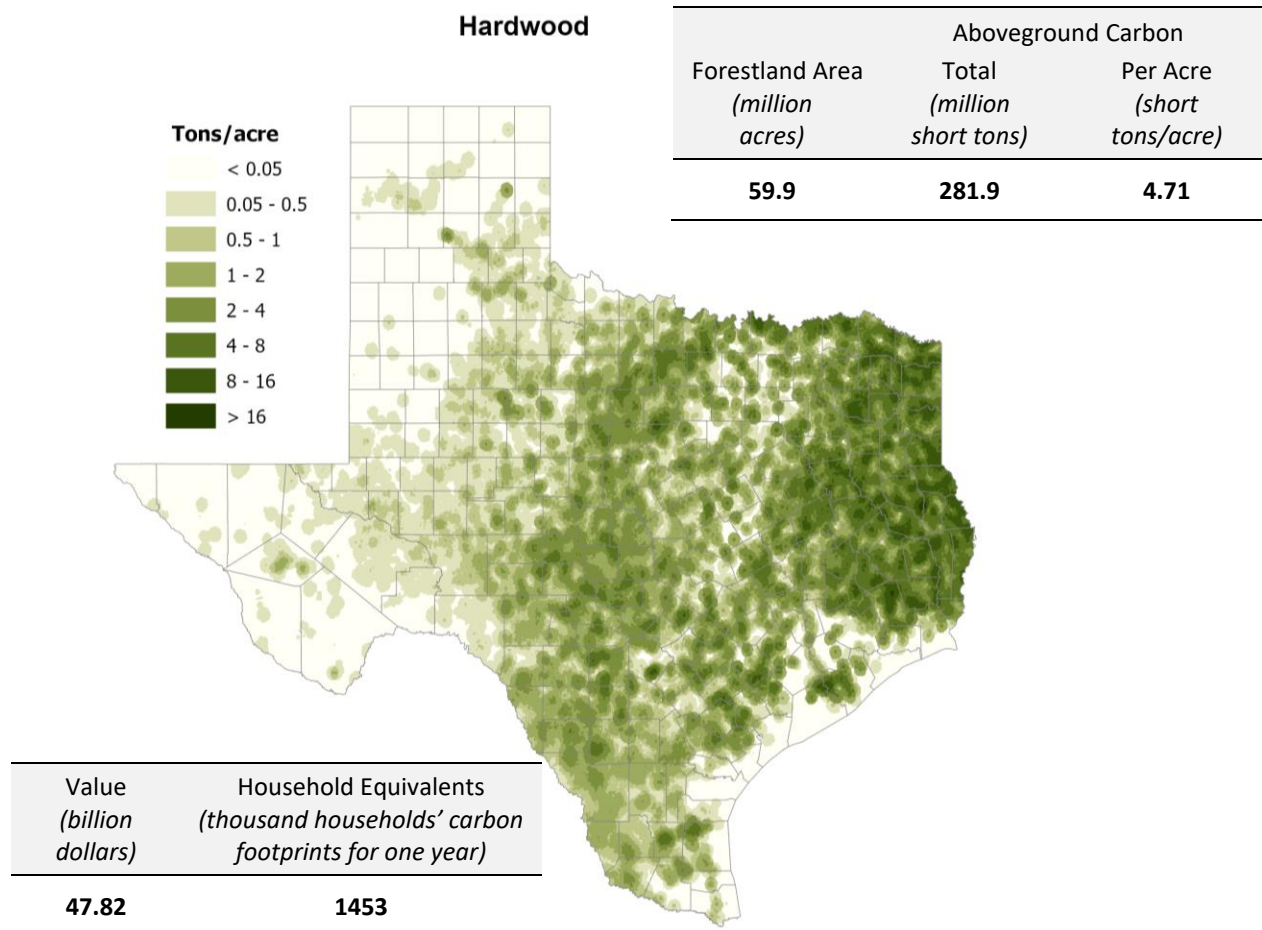 Hardwood
Aboveground Carbon
Forestland Area Total Per Acre
(million (million (short
acres) short tons) tons/acre)
59.9 281.9 4.71
Tons/acre
< 0.05
0.05 - 0.5
0.5 - 1
1 - 2
2 - 4
4 - 8
8 - 16
> 16
Value Household Equivalents
(billion (thousand households’ carbon
dollars) footprints for one year)
47.82 1453